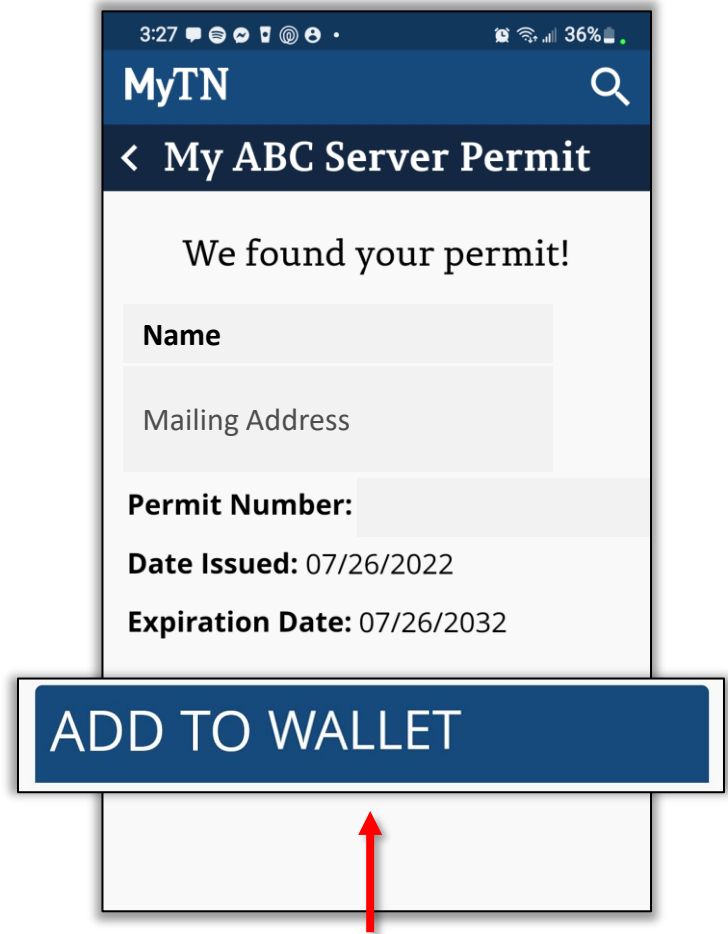 3:27 36%
MyTN
My ABC Server Permit
We found your permit!
Name
Mailing Address
Permit Number:
Date Issued: 07/26/2022
Expiration Date: 07/26/2032
ADD TO WALLET